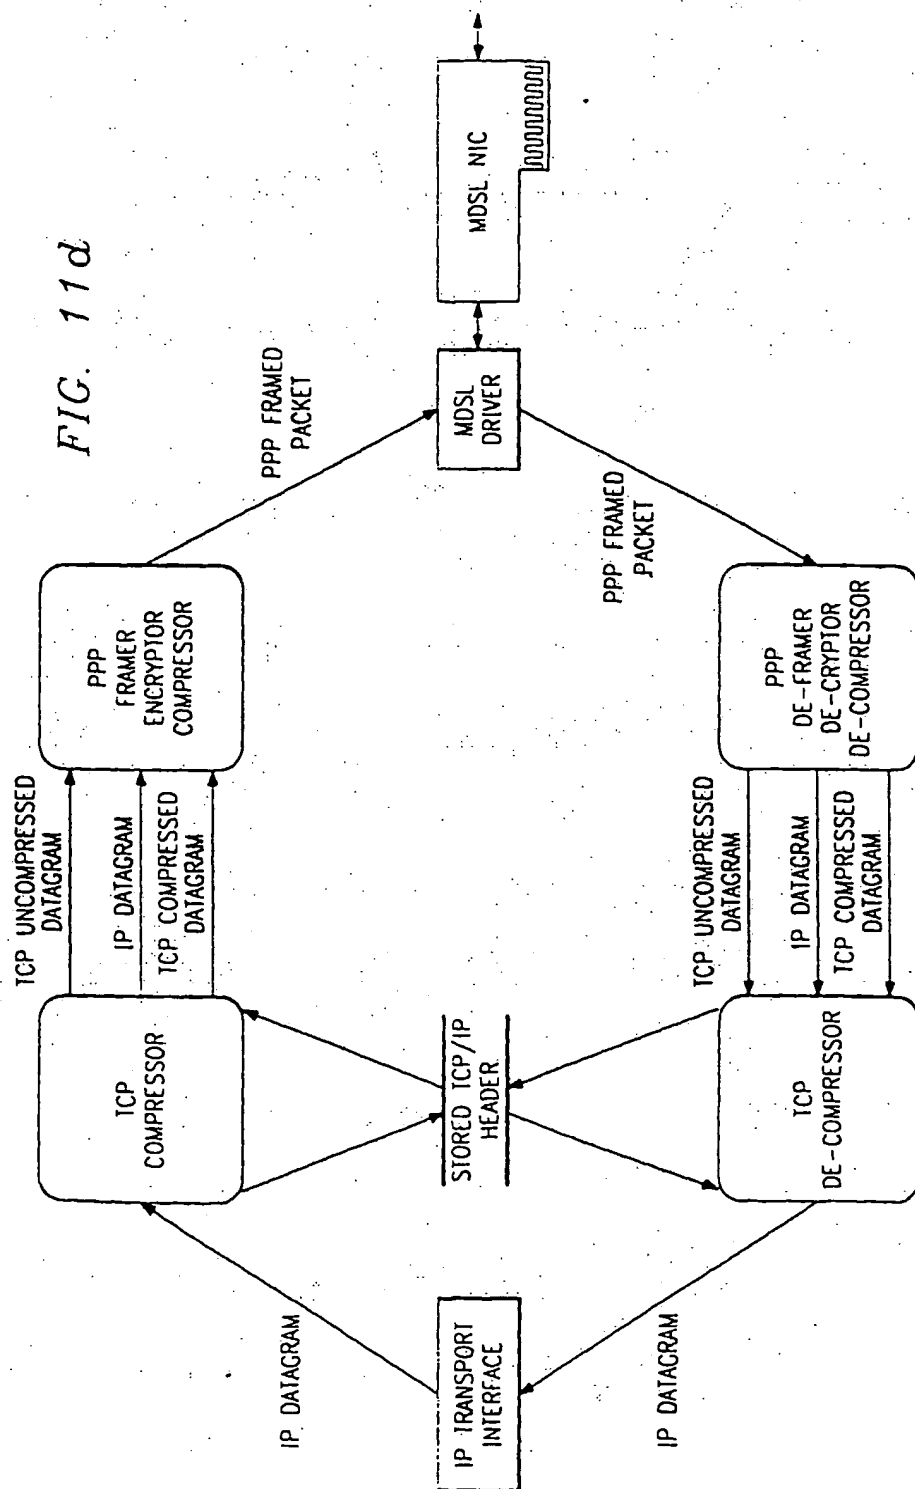 FIG. 11d
TCP UNCOMPRESSED
DATAGRAM
IP DATAGRAM
TCP COMPRESSED
DATAGRAM
TCP
COMPRESSOR
PPP
FRAMER
ENCRYPTOR
COMPRESSOR
IP DATAGRAM
PPP FRAMED
PACKET
IP TRANSPORT
INTERFACE
STORED TCP/IP
HEADER
MDSL
DRIVER
MDSL NIC
IP DATAGRAM
PPP FRAMED
PACKET
TCP UNCOMPRESSED
DATAGRAM
IP DATAGRAM
TCP COMPRESSED
DATAGRAM
TCP
DE-COMPRESSOR
PPP
DE-FRAMER
DE-CRYPTOR
DE-COMPRESSOR